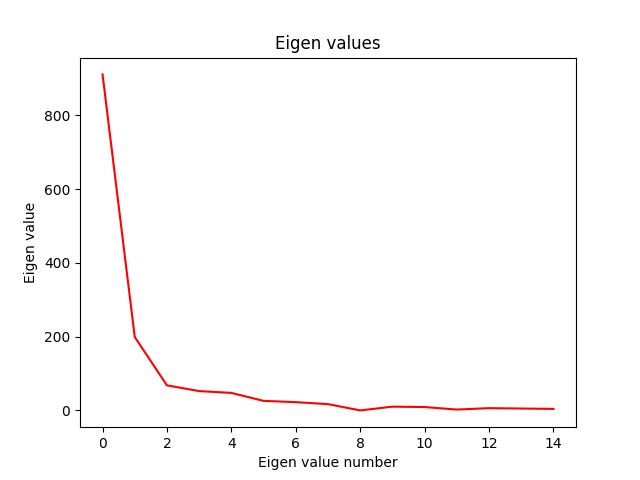 Eigen values
Eigen value
800
600
400
200
0
0 2 4 6 8 10 12 14
Eigen value number